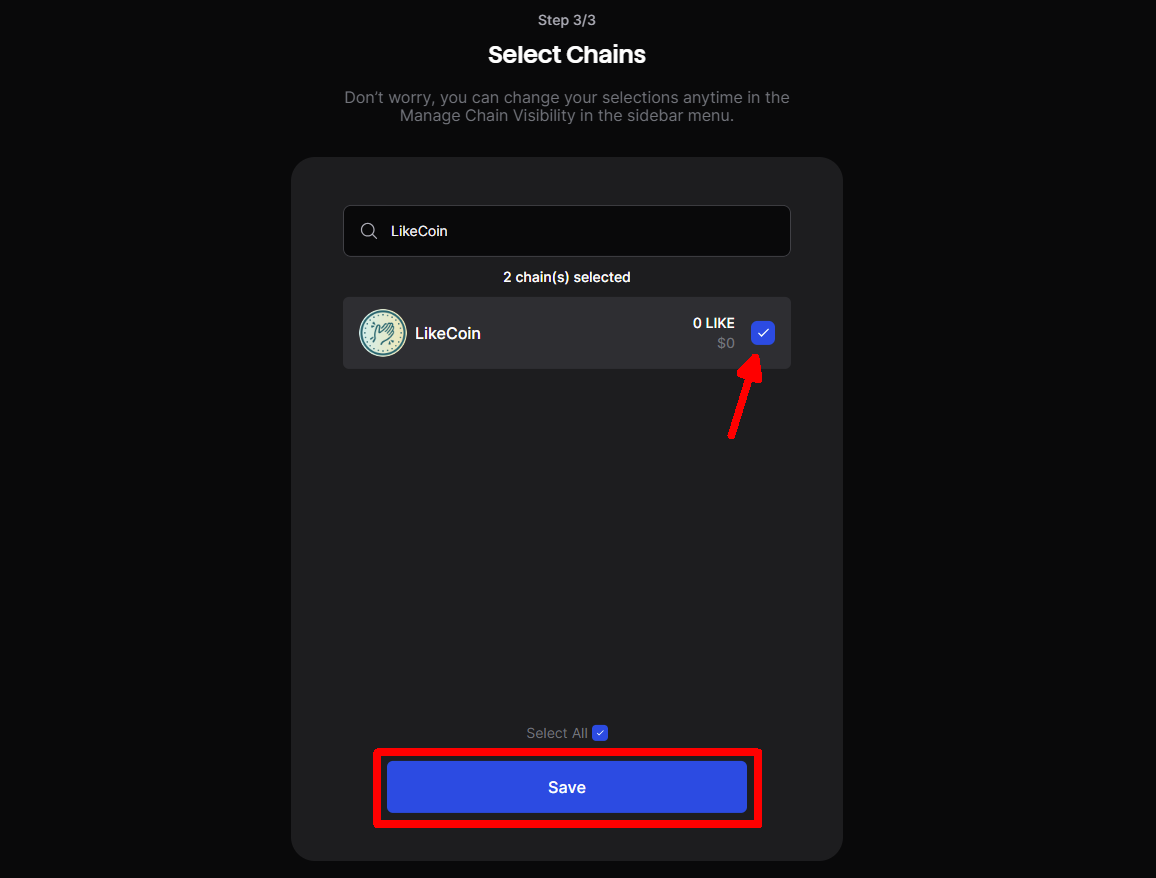 Step 3/3
Select Chains
Don’t worry, you can change your selections anytime in the
Manage Chain Visibility in the sidebar menu.
LikeCoin
2 chain(s) selected
LikeCoin
0 LIKE
$0
Select All
Save